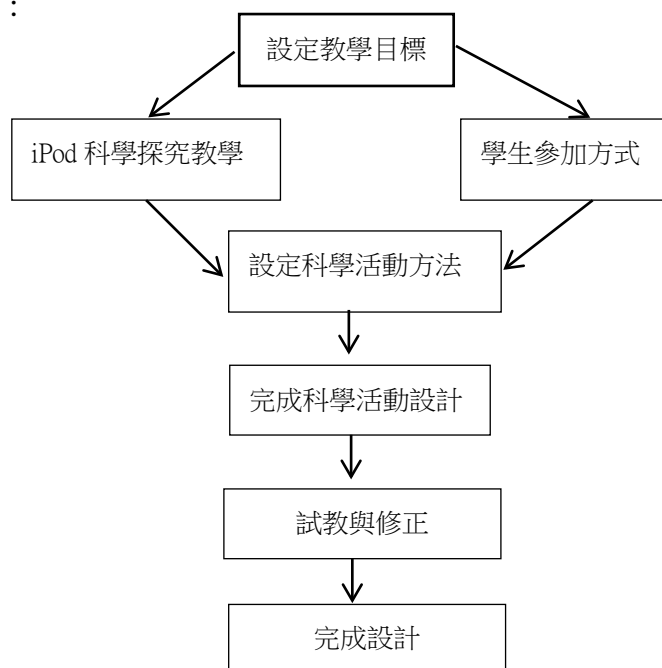 ：
設定教學目標
iPod 科學探究教學
學生參加方式
設定科學活動方法
完成科學活動設計
試教與修正
完成設計